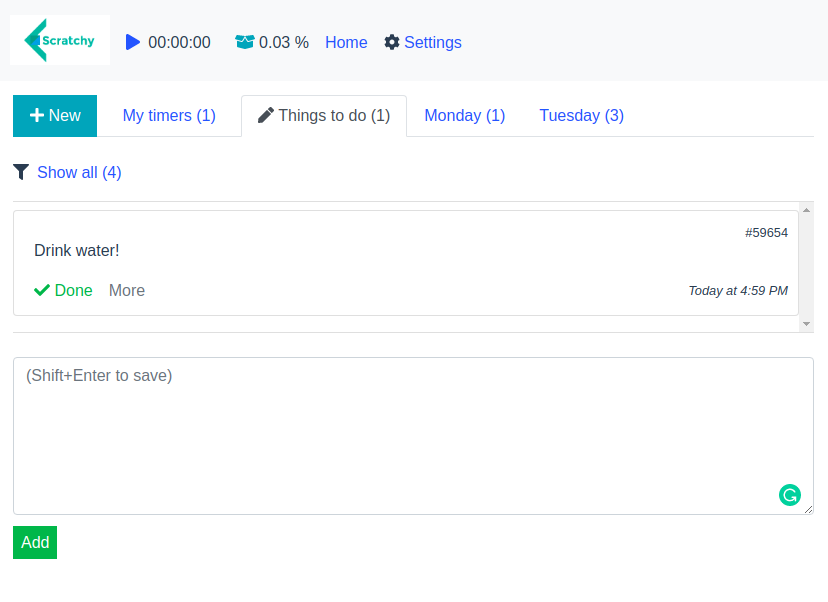 Scratchy 00:00:00 0.03 % Home Settings
New My timers (1) Things to do (1) Monday (1) Tuesday (3)
Show all (4)
#59654
Drink water!
Done More Today at 4:59 PM
(Shift+Enter to save)
Add